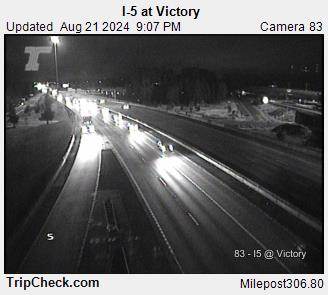 I-5 at Victory
Updated Aug 21 2024 9:07 PM Camera 83
T
S
83 - I5 @ Victory
TripCheck.com Milepost306.80